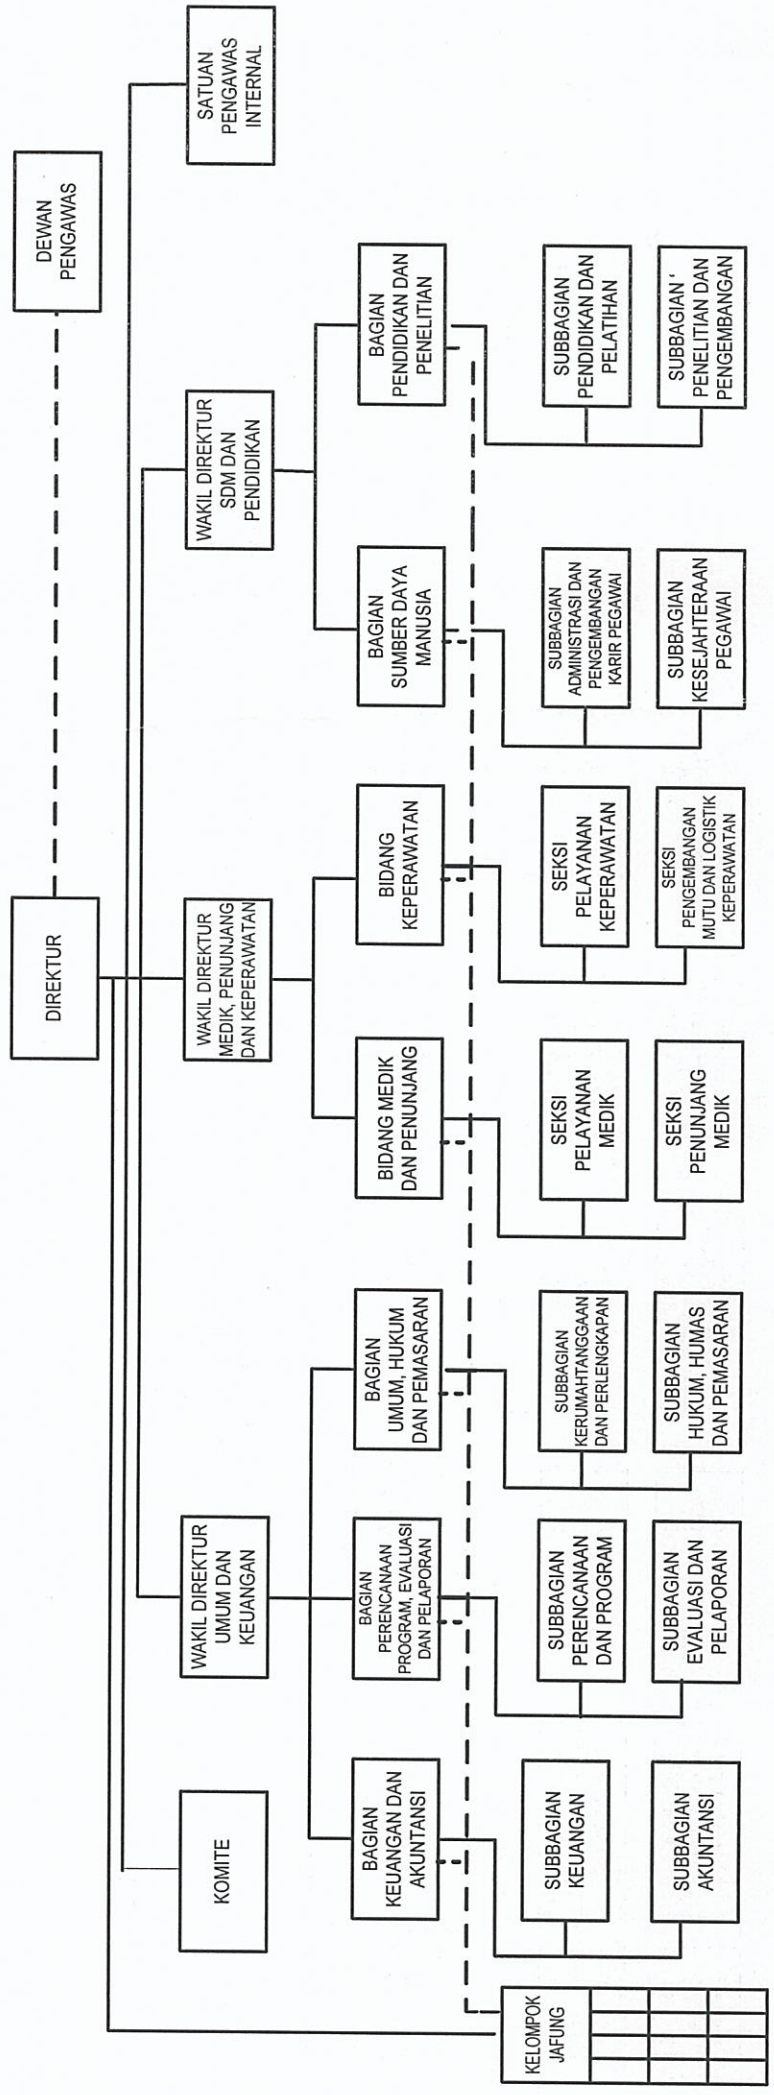 DEWAN
PENGAWAS
DIREKTUR
SATUAN
PENGAWAS
INTERNAL
WAKIL DIREKTUR
SDM DAN
PENDIDIKAN
WAKIL DIREKTUR
MEDIK, PENUNJANG
DAN KEPERAWATAN
WAKIL DIREKTUR
UMUM DAN
KEUANGAN
KOMITE
BAGIAN
KEUANGAN DAN
AKUNTANSI
BAGIAN
PERENCANAAN
PROGRAM, EVALUASI
DAN PELAPORAN
BAGIAN
UMUM, HUKUM
DAN PEMASARAN
BIDANG MEDIK
DAN PENUNJANG
BIDANG
KEPERAWATAN
BAGIAN
SUMBER DAYA
MANUSIA
BAGIAN
PENDIDIKAN DAN
PENELITIAN
KELOMPOK
JAFUNG
SUBBAGIAN
KEUANGAN
SUBBAGIAN
PERENCANAAN
DAN PROGRAM
SUBBAGIAN
KERUMAHTANGGAAN
DAN PERLENGKAPAN
SEKSI
PELAYANAN
MEDIK
SEKSI
PELAYANAN
KEPERAWATAN
SUBBAGIAN
ADMINISTRASI DAN
PENGEMBANGAN
KARIR PEGAWAI
SUBBAGIAN
PENDIDIKAN DAN
PELATIHAN
SUBBAGIAN
AKUNTANSI
SUBBAGIAN
EVALUASI DAN
PELAPORAN
SUBBAGIAN
HUKUM, HUMAS
DAN PEMASARAN
SEKSI
PENUNJANG
MEDIK
SEKSI
PENGEMBANGAN
MUTU DAN LOGISTIK
KEPERAWATAN
SUBBAGIAN
KESEJAHTERAAN
PEGAWAI
SUBBAGIAN
PENELITIAN DAN
PENGEMBANGAN